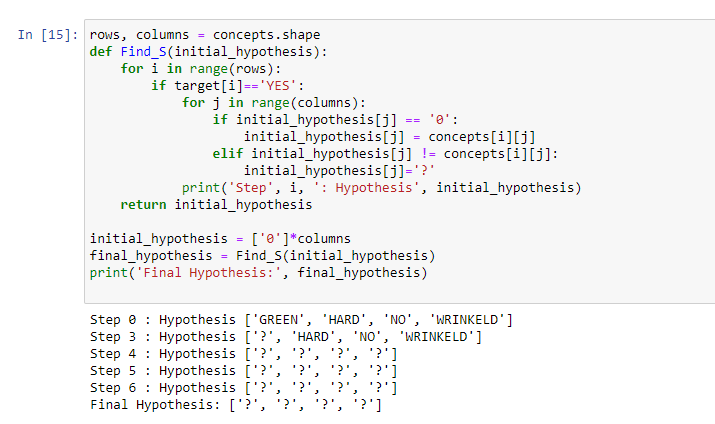 In [15]: rows, columns = concepts.shape
def Find_S(initial_hypothesis):
    for i in range(rows):
        if target[i]=='YES':
            for j in range(columns):
                if initial_hypothesis[j] == '0':
                    initial_hypothesis[j] = concepts[i][j]
                elif initial_hypothesis[j] != concepts[i][j]:
                    initial_hypothesis[j]='?'
            print('Step', i, ': Hypothesis', initial_hypothesis)
    return initial_hypothesis
initial_hypothesis = ['0']*columns
final_hypothesis = Find_S(initial_hypothesis)
print('Final Hypothesis:', final_hypothesis)
Step 0 : Hypothesis ['GREEN', 'HARD', 'NO', 'WRINKELD']
Step 3 : Hypothesis ['?', 'HARD', 'NO', 'WRINKELD']
Step 4 : Hypothesis ['?', '?', '?', '?']
Step 5 : Hypothesis ['?', '?', '?', '?']
Step 6 : Hypothesis ['?', '?', '?', '?']
Final Hypothesis: ['?', '?', '?', '?']